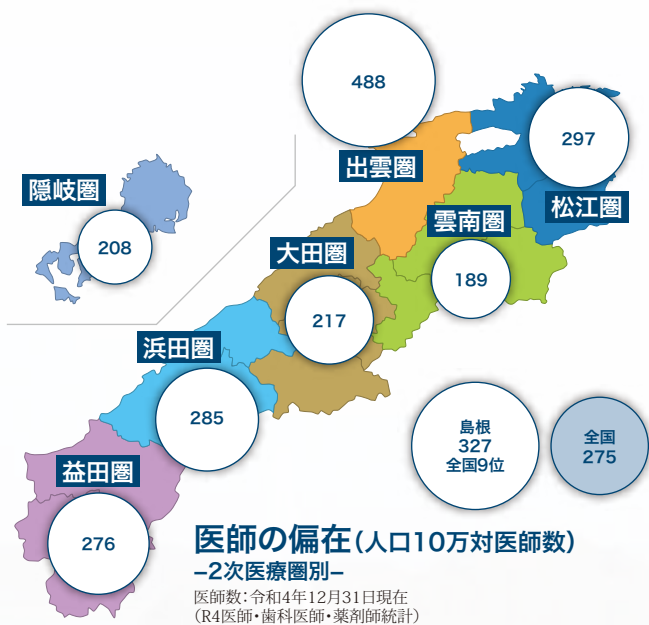 488
出雲圏
297
松江圏
隠岐圏
208
雲南圏
189
大田圏
217
浜田圏
285
益田圏
276
島根
327
全国9位
全国
275
医師の偏在(人口10万対医師数)
–2次医療圏別–
医師数:令和4年12月31日現在
(R4医師・歯科医師・薬剤師統計)